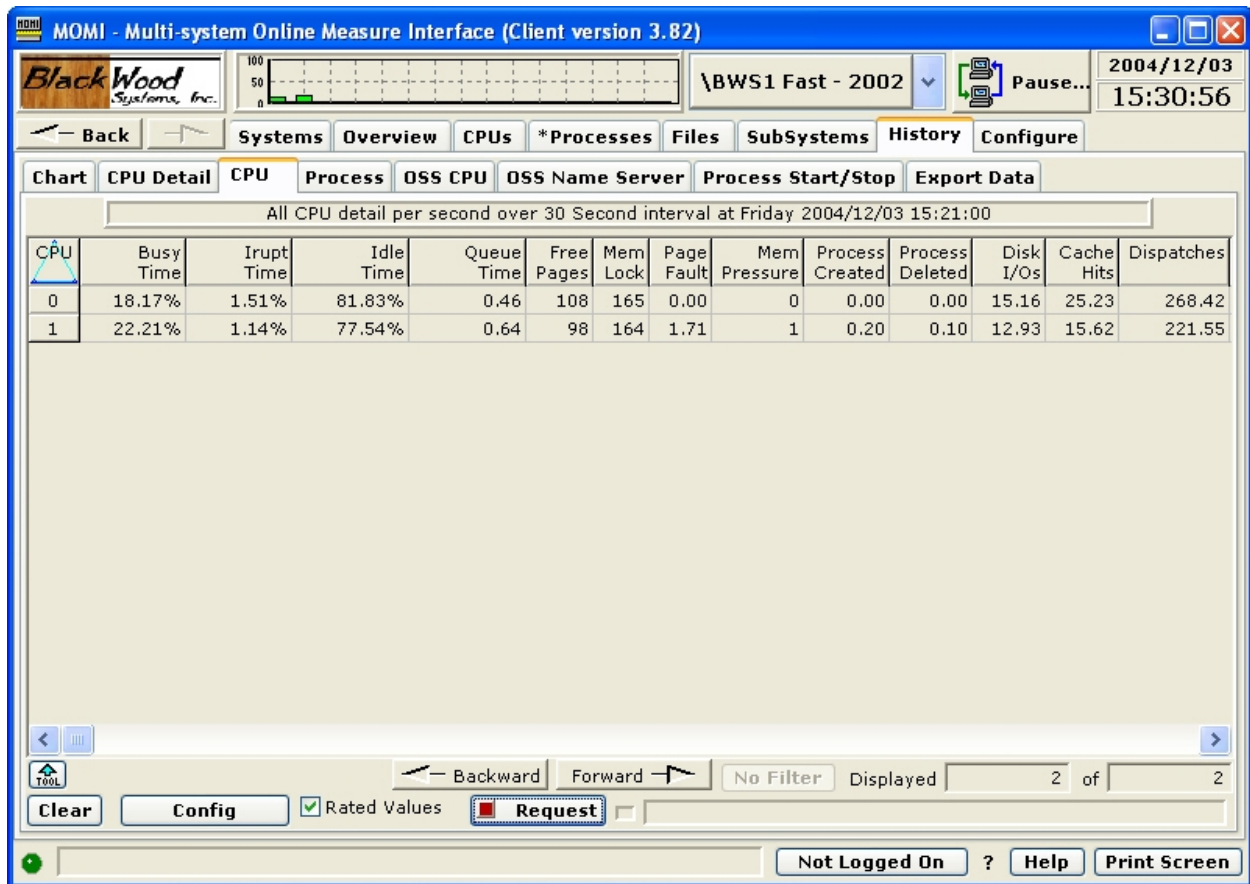 MOMI - Multi-system Online Measure Interface (Client version 3.82)
BlackWood Systems, Inc.
100
50
0
\BWS1 Fast - 2002
Pause...
2004/12/03
15:30:56
Back
Systems Overview CPUs *Processes Files SubSystems History Configure
Chart CPU Detail CPU Process OSS CPU OSS Name Server Process Start/Stop Export Data
All CPU detail per second over 30 Second interval at Friday 2004/12/03 15:21:00
CPU Busy Time Irupt Time Idle Time Queue Time Free Pages Mem Lock Page Fault Mem Pressure Process Created Process Deleted Disk I/Os Cache Hits Dispatches
0 18.17% 1.51% 81.83% 0.46 108 165 0.00 0 0.00 0.00 15.16 25.23 268.42
1 22.21% 1.14% 77.54% 0.64 98 164 1.71 1 0.20 0.10 12.93 15.62 221.55
TOOL
Backward Forward No Filter Displayed 2 of 2
Clear Config Rated Values Request
Not Logged On ? Help Print Screen